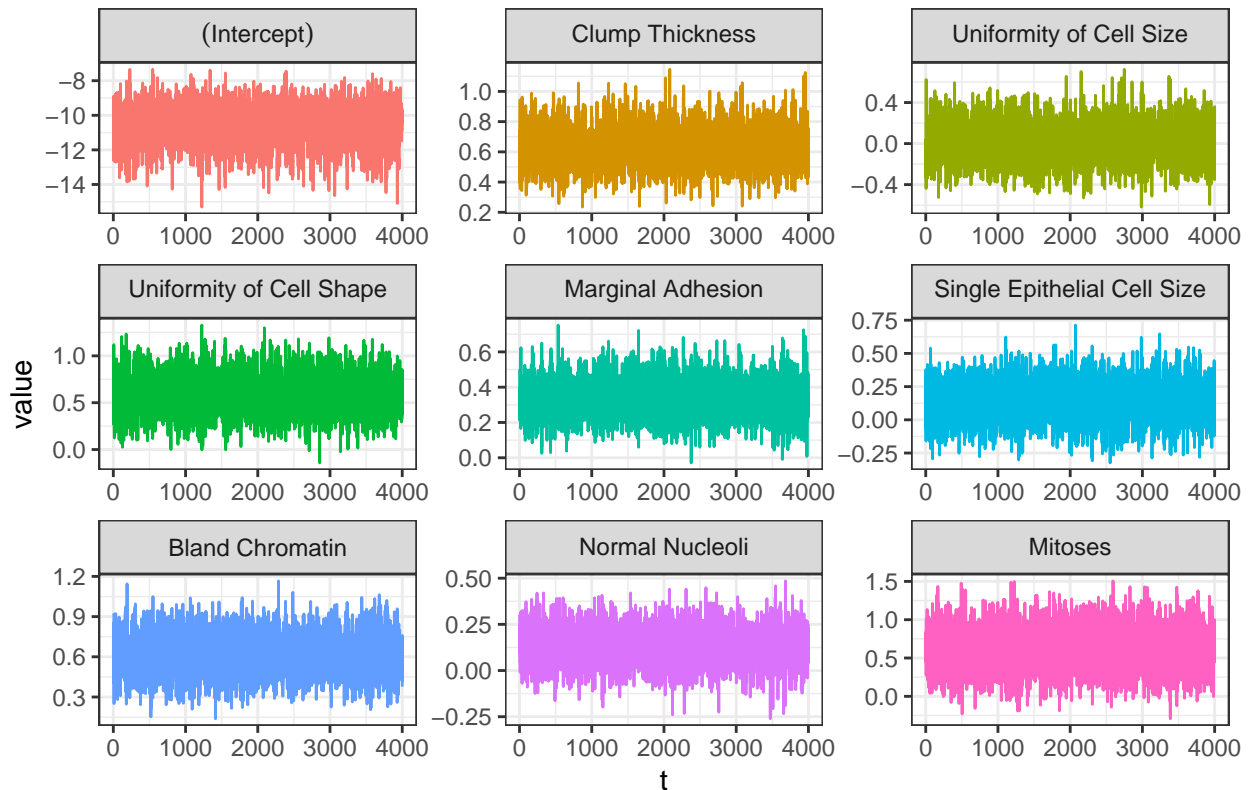 (Intercept)
Clump Thickness
Uniformity of Cell Size
−8
−10
−12
−14
0 1000 2000 3000 4000
1.0
0.8
0.6
0.4
0.2
0 1000 2000 3000 4000
0.4
0.0
−0.4
0 1000 2000 3000 4000
Uniformity of Cell Shape
Marginal Adhesion
Single Epithelial Cell Size
value
1.0
0.5
0.0
0 1000 2000 3000 4000
0.6
0.4
0.2
0.0
0 1000 2000 3000 4000
0.75
0.50
0.25
0.00
−0.25
0 1000 2000 3000 4000
Bland Chromatin
Normal Nucleoli
Mitoses
1.2
0.9
0.6
0.3
0 1000 2000 3000 4000
0.50
0.25
0.00
−0.25
0 1000 2000 3000 4000
1.5
1.0
0.5
0.0
0 1000 2000 3000 4000
t